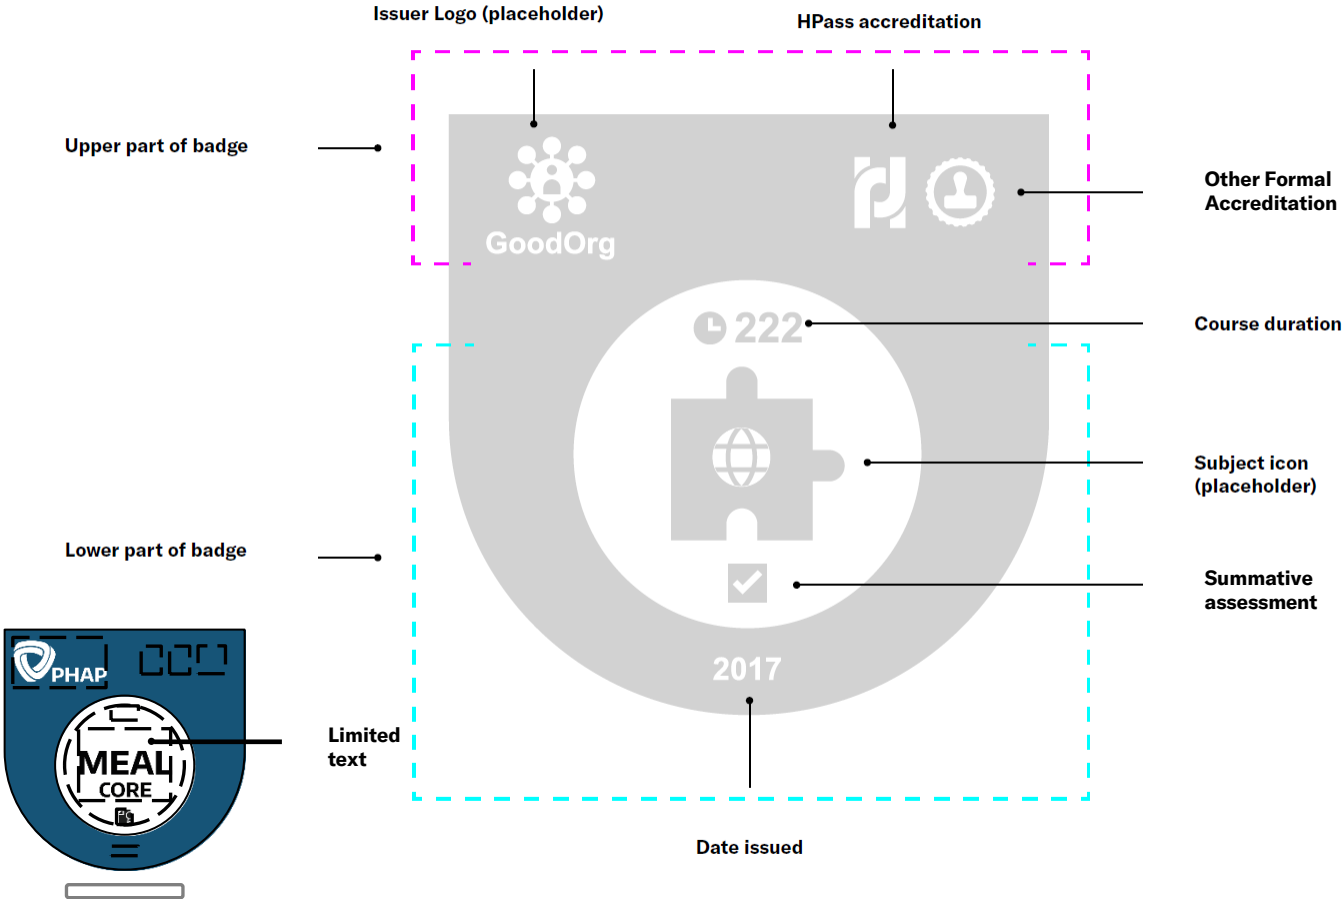 Issuer Logo (placeholder)
HPass accreditation
Upper part of badge
Other Formal
Accreditation
GoodOrg
222
Course duration
Subject icon
(placeholder)
Lower part of badge
Summative
assessment
2017
PHAP
Limited
text
MEAL
CORE
Date issued